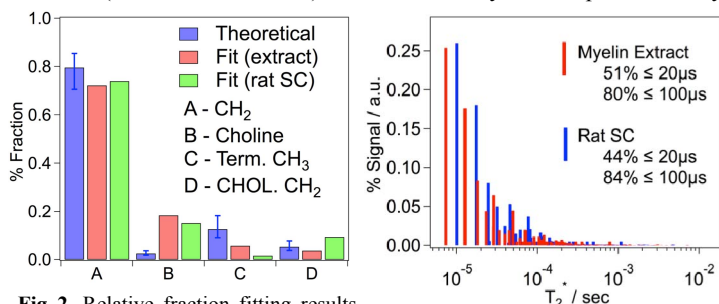 1.0
0.8
0.6
0.4
0.2
0.0
% Fraction
Theoretical
Fit (extract)
Fit (rat SC)
A - CH2
B - Choline
C - Term. CH3
D - CHOL. CH2
A B C D
0.25
0.20
0.15
0.10
0.05
0.00
% Signal / a.u.
Myelin Extract
51% ≤ 20µs
80% ≤ 100µs
Rat SC
44% ≤ 20µs
84% ≤ 100µs
10-5 10-4 10-3 10-2
T2* / sec
Fig. 2. Relative fraction fitting results